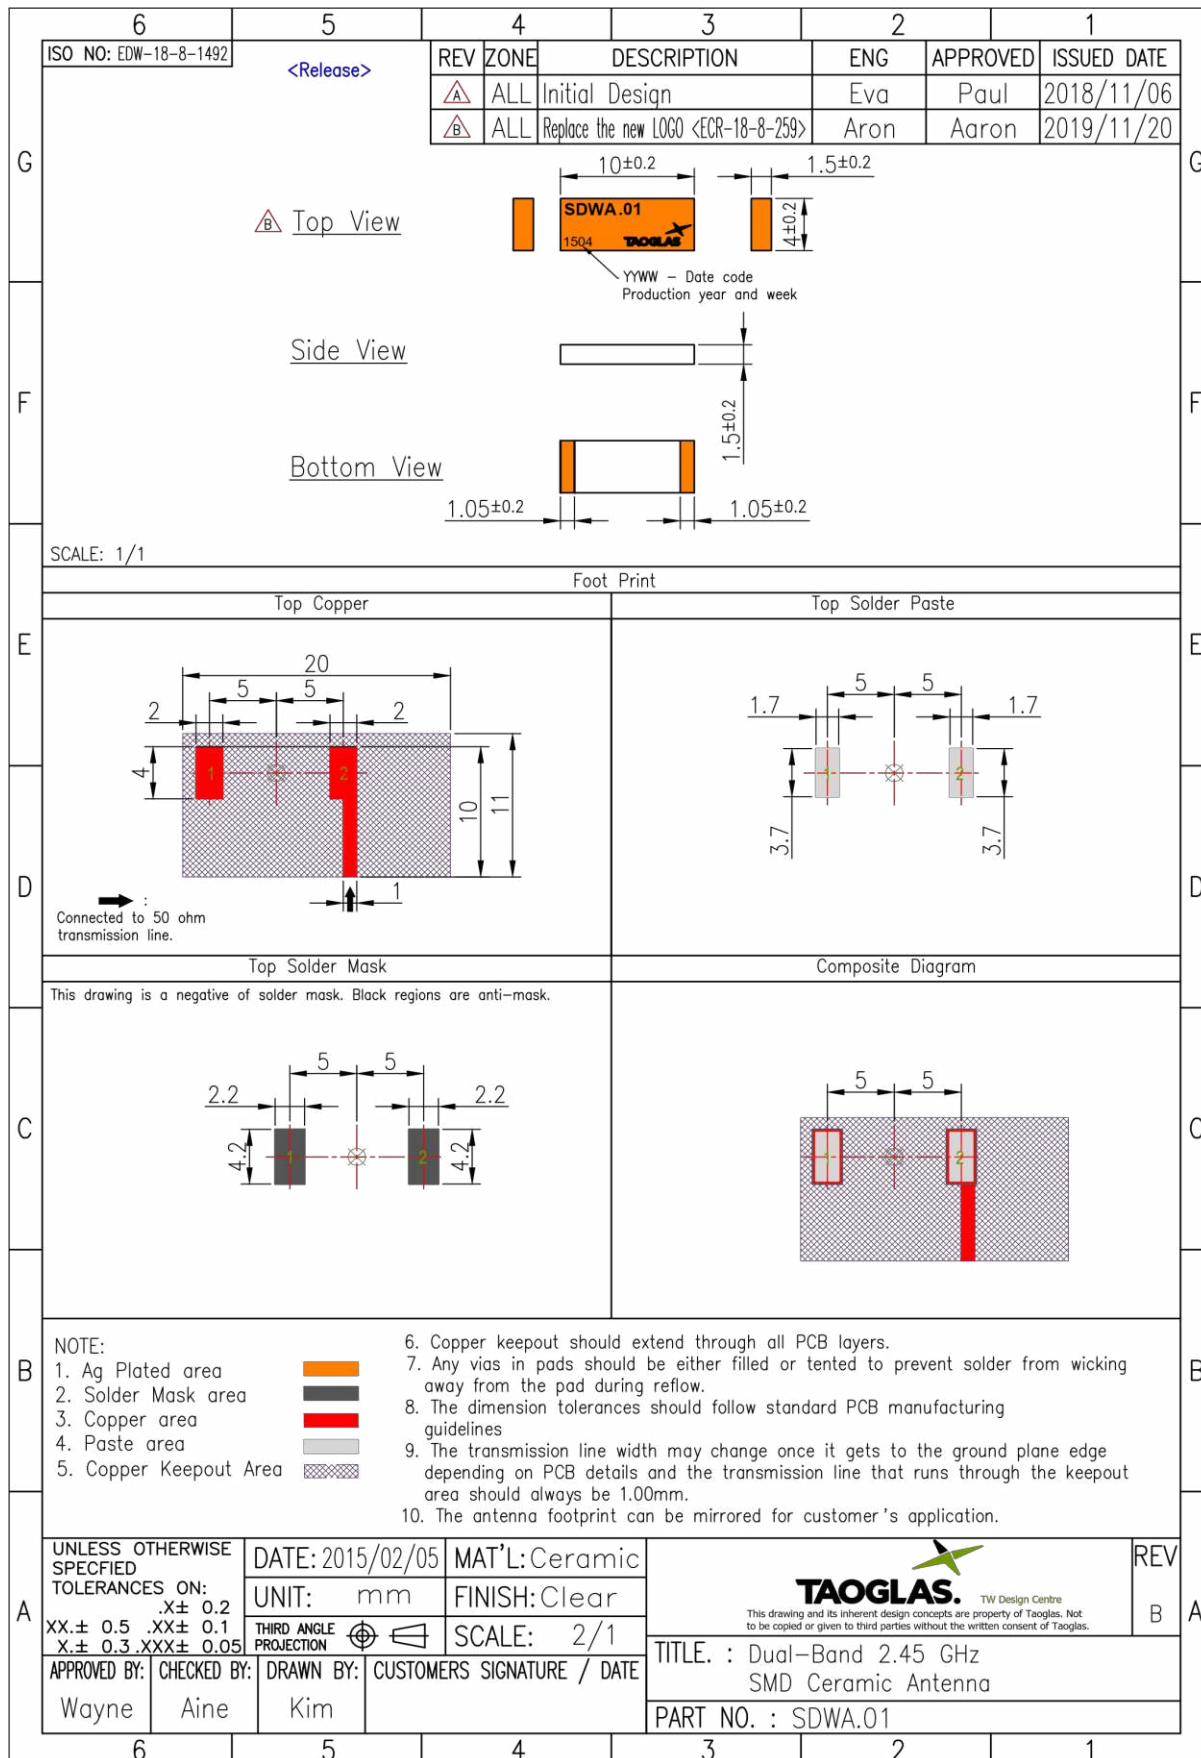 6 5 4 3 2 1
ISO NO: EDW-18-8-1492
<Release>
REV ZONE DESCRIPTION ENG APPROVED ISSUED DATE
A ALL Initial Design Eva Paul 2018/11/06
B ALL Replace the new LOGO <ECR-18-8-259> Aron Aaron 2019/11/20
G G
10±0.2 1.5±0.2
B Top View
SDWA.01
1504 TAOGLAS
4±0.2
YYWW - Date code
Production year and week
Side View
1.5±0.2
F F
Bottom View
1.05±0.2 1.05±0.2
SCALE: 1/1
Foot Print
Top Copper Top Solder Paste
E E
20
5 5
2 2
4
1 2
10 11
1
:
Connected to 50 ohm
transmission line.
5 5
1.7 1.7
1 2
3.7 3.7
D D
Top Solder Mask Composite Diagram
This drawing is a negative of solder mask. Black regions are anti-mask.
5 5
2.2 2.2
4.2 1 2 4.2
5 5
1 2
C C
B B
NOTE:
1. Ag Plated area
2. Solder Mask area
3. Copper area
4. Paste area
5. Copper Keepout Area
6. Copper keepout should extend through all PCB layers.
7. Any vias in pads should be either filled or tented to prevent solder from wicking
away from the pad during reflow.
8. The dimension tolerances should follow standard PCB manufacturing
guidelines
9. The transmission line width may change once it gets to the ground plane edge
depending on PCB details and the transmission line that runs through the keepout
area should always be 1.00mm.
10. The antenna footprint can be mirrored for customer's application.
A A
UNLESS OTHERWISE
SPECFIED
TOLERANCES ON:
.X± 0.2
XX.± 0.5 .XX± 0.1
X.± 0.3 .XXX± 0.05
DATE: 2015/02/05 MAT'L: Ceramic
UNIT: mm FINISH: Clear
THIRD ANGLE
PROJECTION
SCALE: 2/1
TAOGLAS. TW Design Centre
This drawing and its inherent design concepts are property of Taoglas. Not
to be copied or given to third parties without the written consent of Taoglas.
REV
B
TITLE. : Dual-Band 2.45 GHz
SMD Ceramic Antenna
APPROVED BY: CHECKED BY: DRAWN BY: CUSTOMERS SIGNATURE / DATE
Wayne Aine Kim
PART NO. : SDWA.01
6 5 4 3 2 1